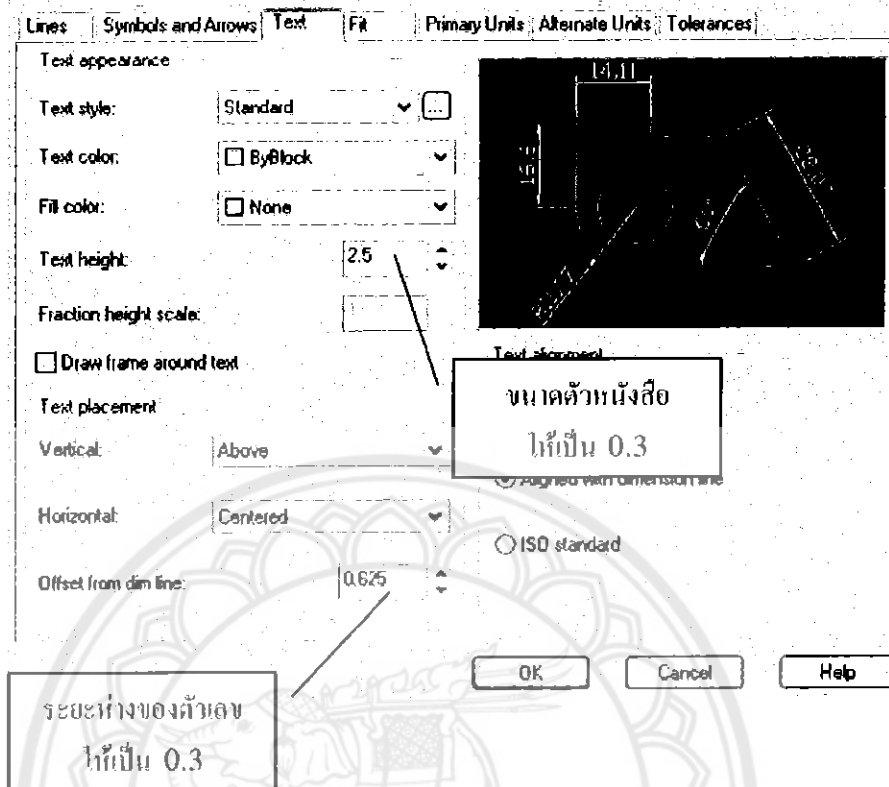 Lines Symbols and Arrows Text Fit Primary Units Alternate Units Tolerances
Text appearance
Text style: Standard ...
Text color: ByBlock
Fill color: None
Text height: 2.5
Fraction height scale:
Draw frame around text
Text placement
Vertical: Above
Horizontal: Centered
Offset from dim line: 0.625
14.11
16.6
Text alignment
ขนาดตัวหนังสือ
ให้เป็น 0.3
Aligned with dimension line
ISO standard
OK Cancel Help
ระยะห่างของตัวเลข
ให้เป็น 0.3